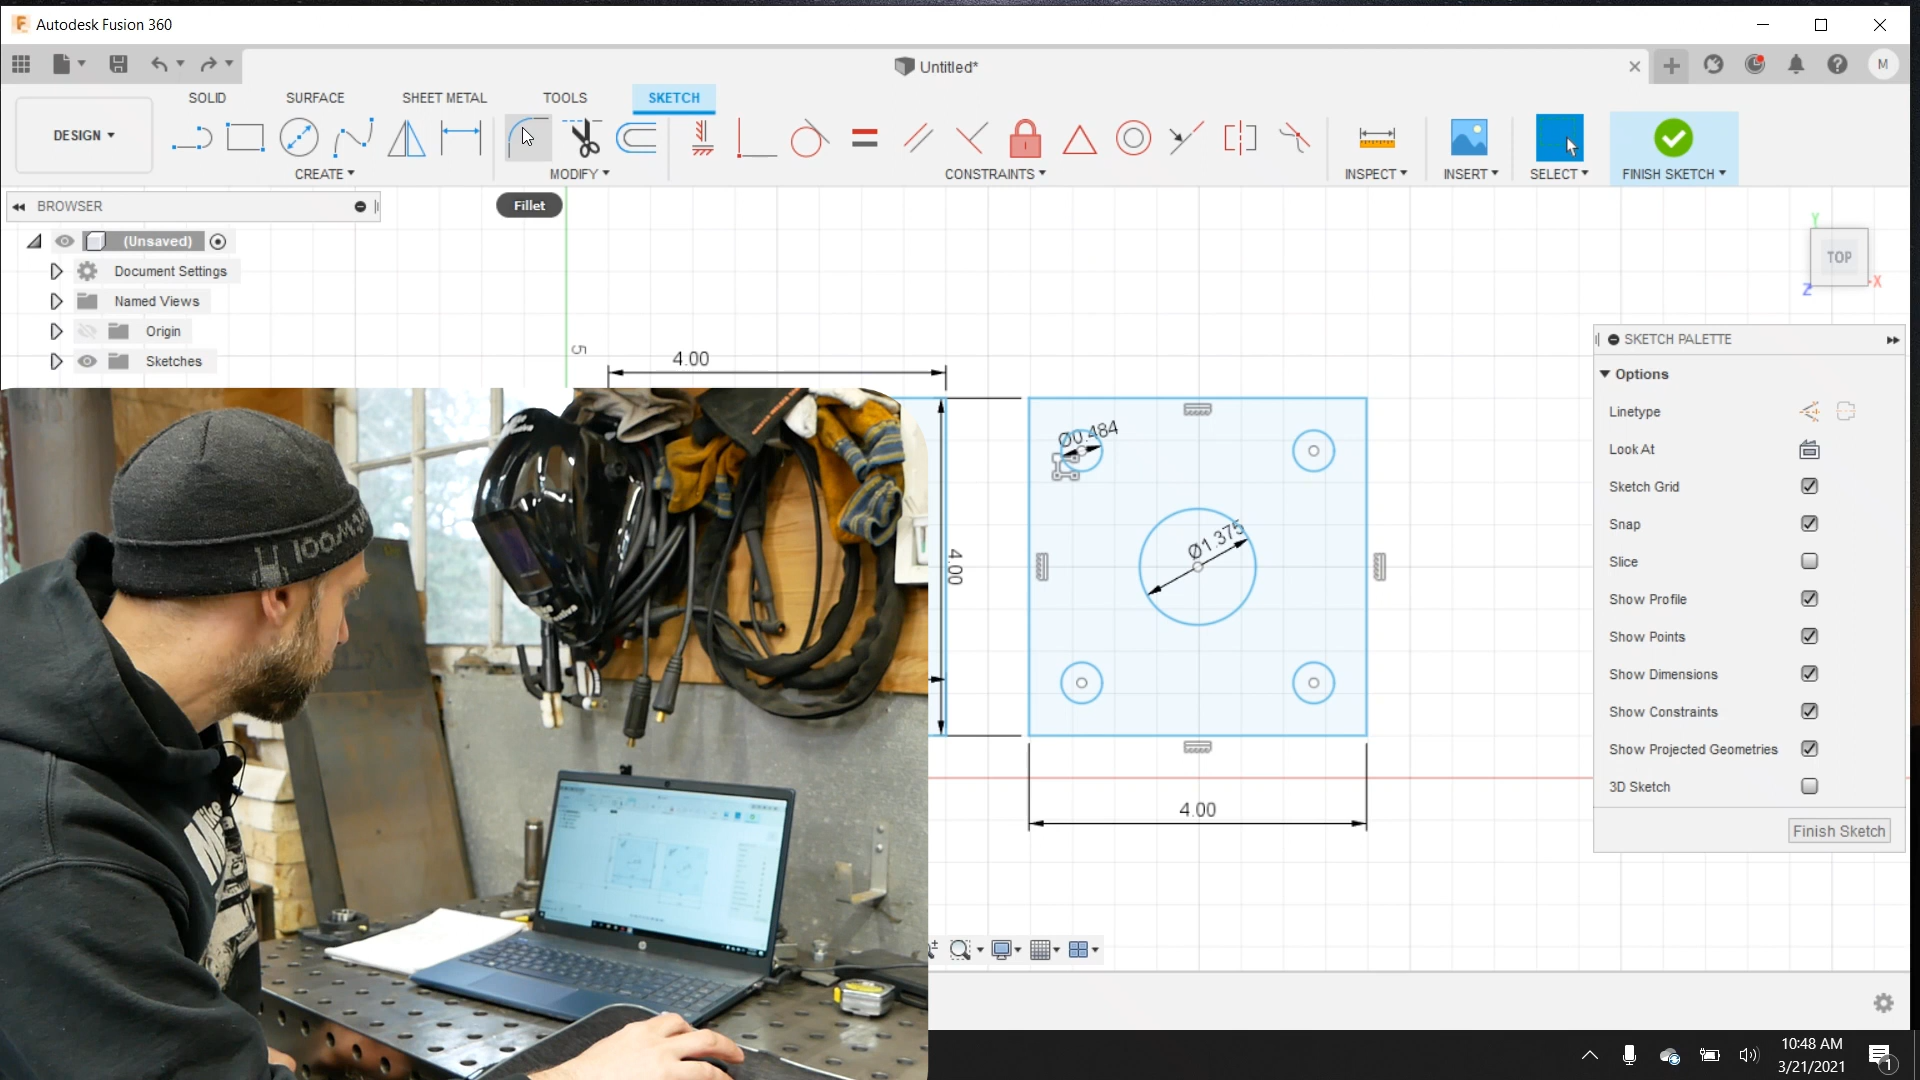 Autodesk Fusion 360
Untitled*
M
SOLID
SURFACE
SHEET METAL
TOOLS
SKETCH
DESIGN
CREATE
MODIFY
CONSTRAINTS
INSPECT
INSERT
SELECT
FINISH SKETCH
BROWSER
Fillet
(Unsaved)
Document Settings
Named Views
Origin
Sketches
Y
TOP
X
Z
5
4.00
Ø0.484
Ø1.375
4.00
4.00
SKETCH PALETTE
Options
Linetype
Look At
Sketch Grid
Snap
Slice
Show Profile
Show Points
Show Dimensions
Show Constraints
Show Projected Geometries
3D Sketch
Finish Sketch
10:48 AM
3/21/2021
1